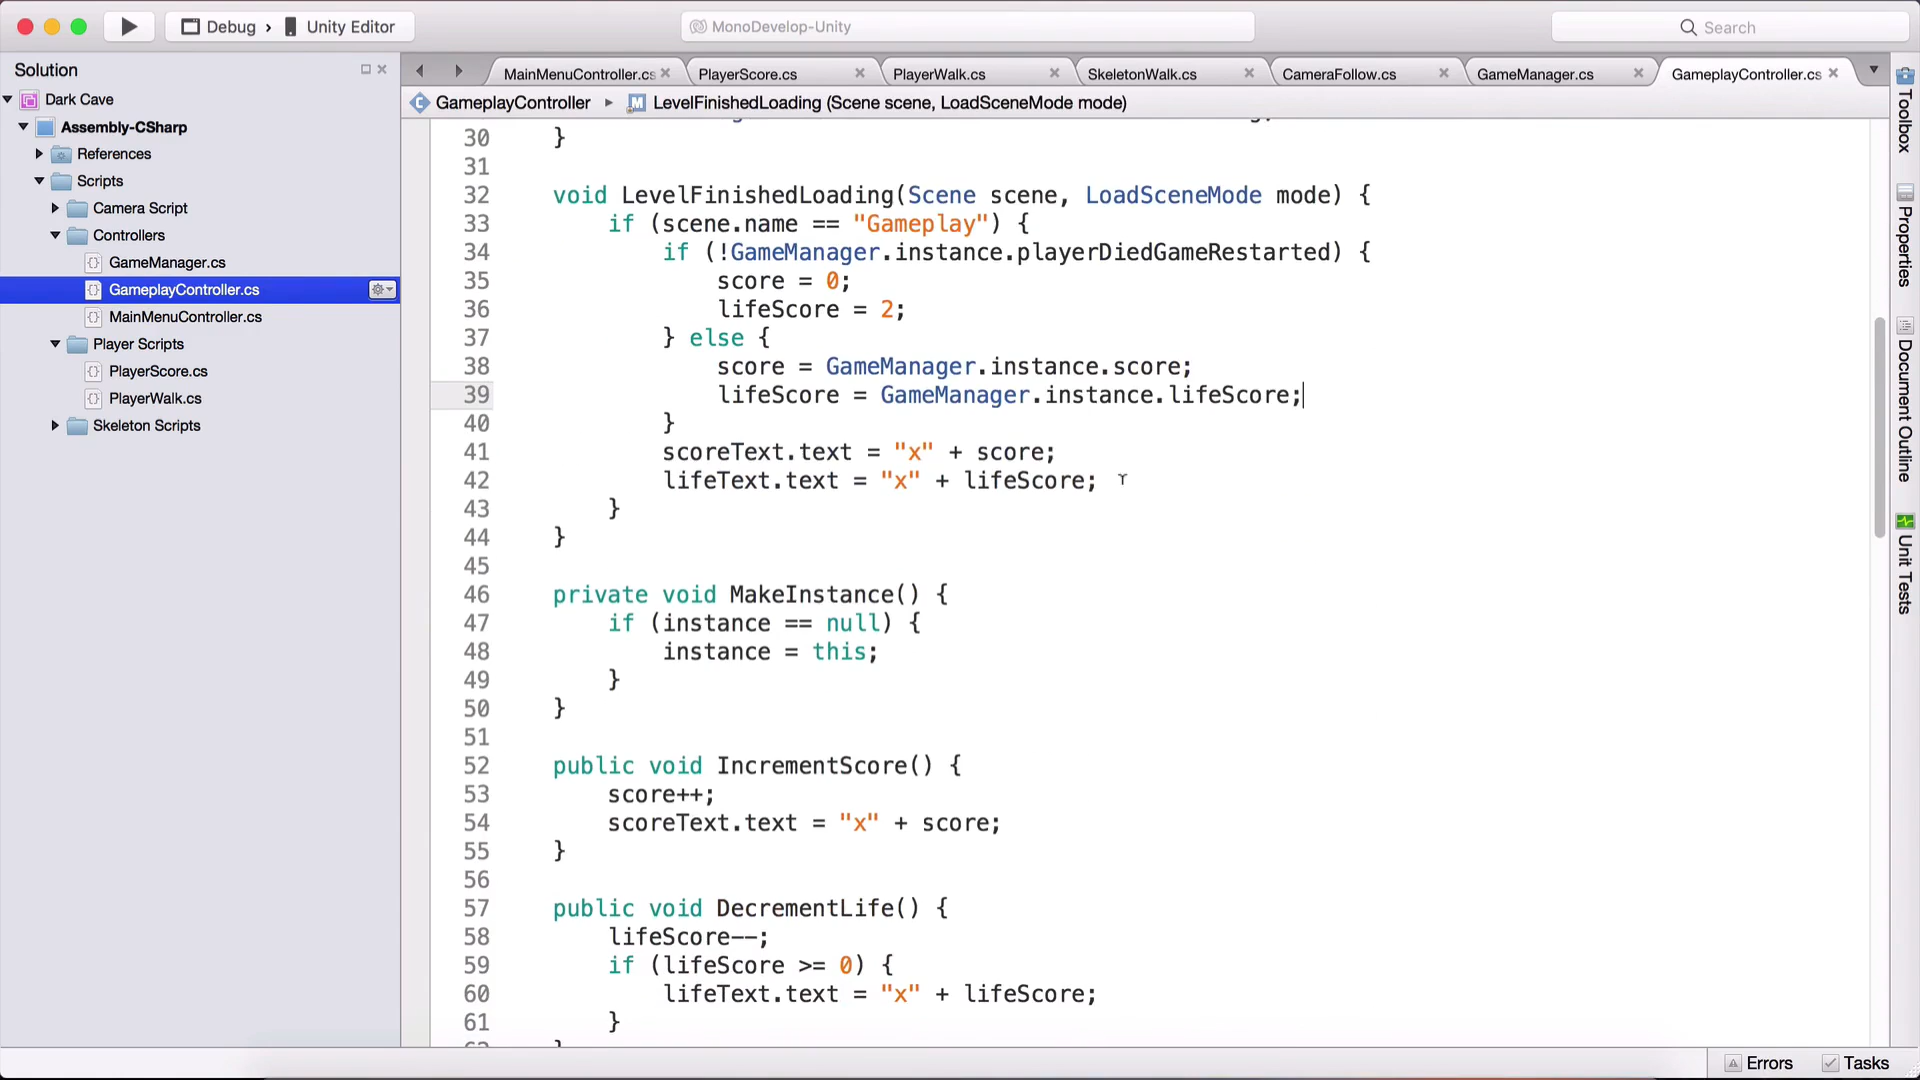 Debug › Unity Editor
MonoDevelop-Unity
Search
Solution
Dark Cave
Assembly-CSharp
References
Scripts
Camera Script
Controllers
GameManager.cs
GameplayController.cs
MainMenuController.cs
Player Scripts
PlayerScore.cs
PlayerWalk.cs
Skeleton Scripts
MainMenuController.cs
PlayerScore.cs
PlayerWalk.cs
SkeletonWalk.cs
CameraFollow.cs
GameManager.cs
GameplayController.cs
GameplayController ▸ LevelFinishedLoading (Scene scene, LoadSceneMode mode)
30 }
31
32 void LevelFinishedLoading(Scene scene, LoadSceneMode mode) {
33 if (scene.name == "Gameplay") {
34 if (!GameManager.instance.playerDiedGameRestarted) {
35 score = 0;
36 lifeScore = 2;
37 } else {
38 score = GameManager.instance.score;
39 lifeScore = GameManager.instance.lifeScore;
40 }
41 scoreText.text = "x" + score;
42 lifeText.text = "x" + lifeScore;
43 }
44 }
45
46 private void MakeInstance() {
47 if (instance == null) {
48 instance = this;
49 }
50 }
51
52 public void IncrementScore() {
53 score++;
54 scoreText.text = "x" + score;
55 }
56
57 public void DecrementLife() {
58 lifeScore--;
59 if (lifeScore >= 0) {
60 lifeText.text = "x" + lifeScore;
61 }
Toolbox
Properties
Document Outline
Unit Tests
Errors
Tasks